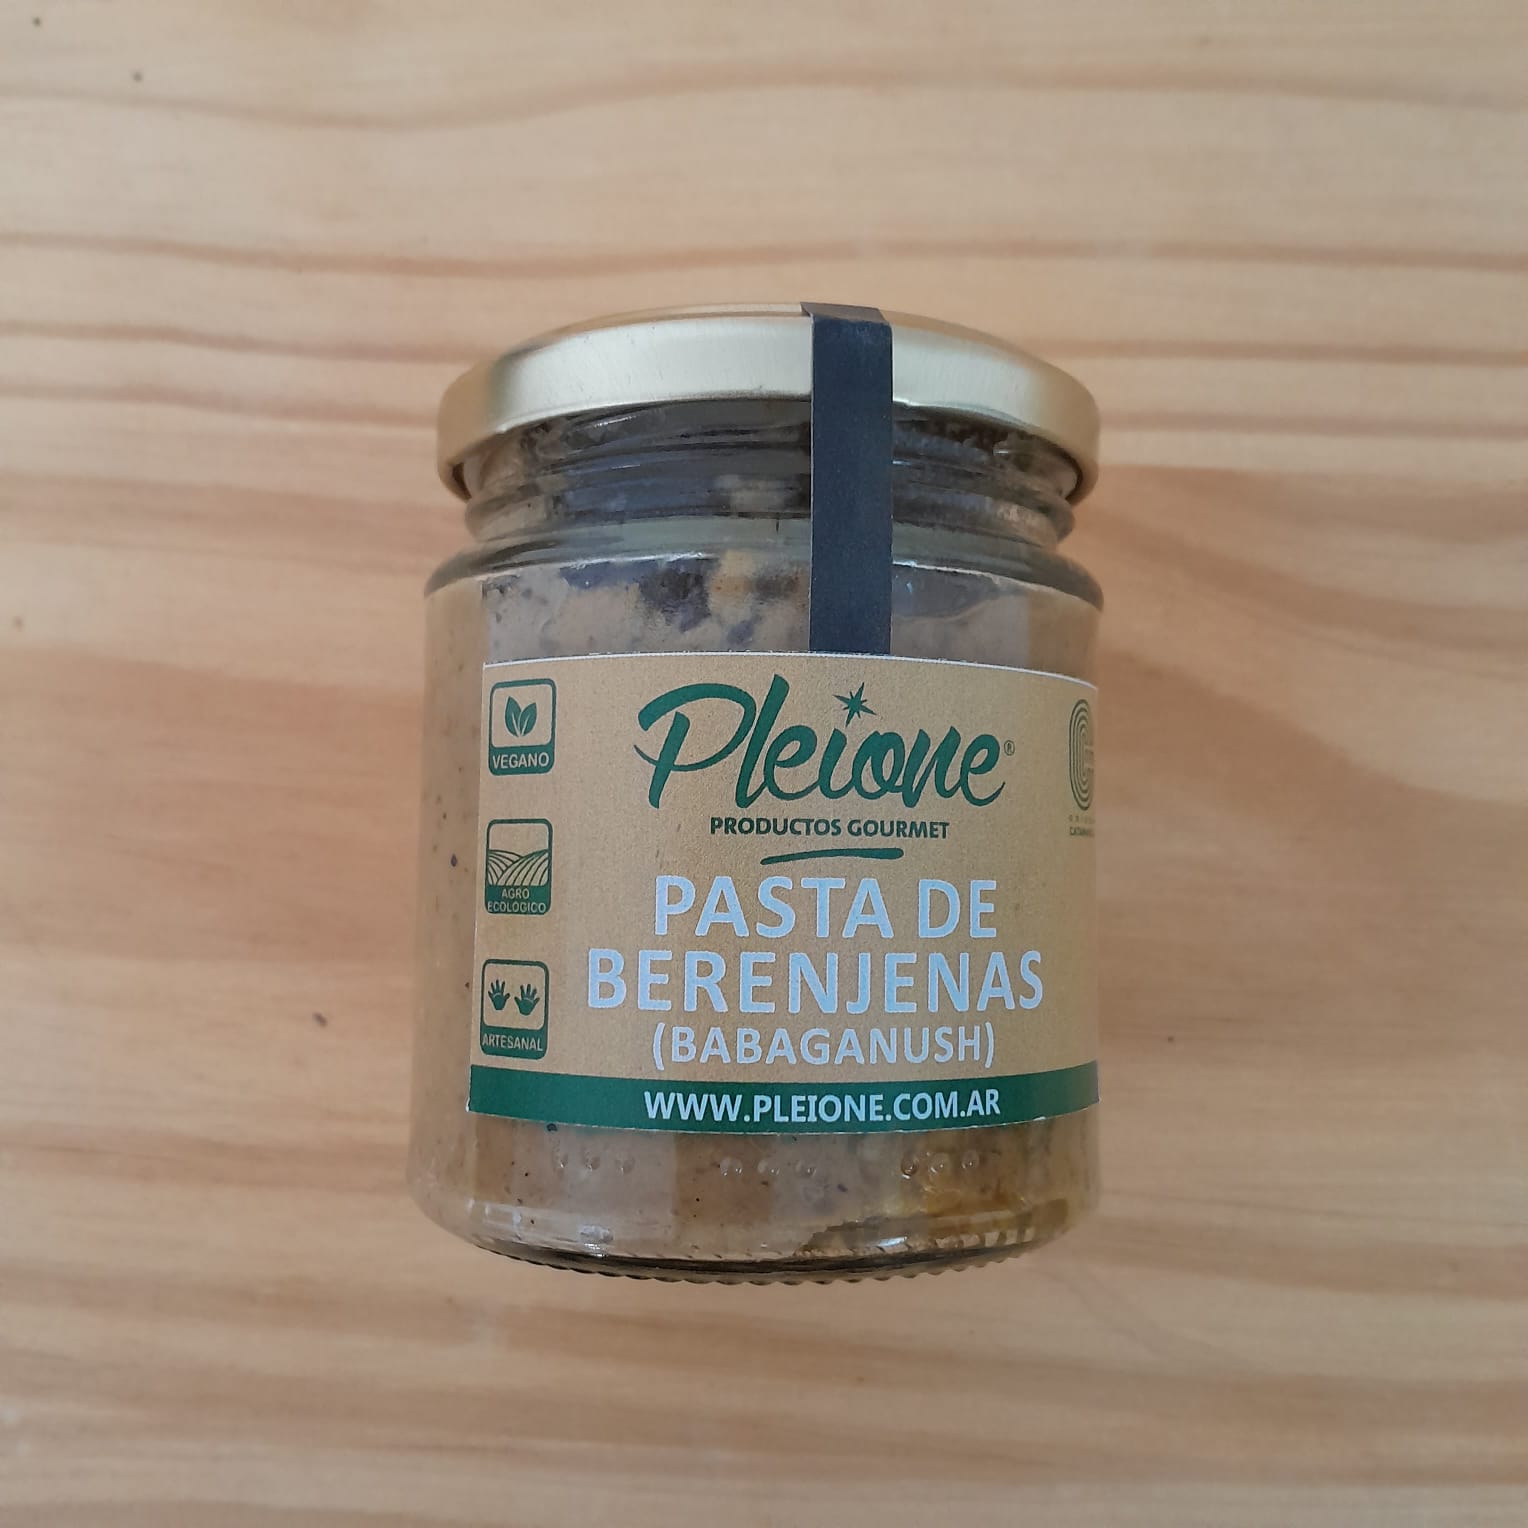 Pleione®
PRODUCTOS GOURMET
PASTA DE
BERENJENAS
(BABAGANUSH)
WWW.PLEIONE.COM.AR
VEGANO
AGRO
ECOLOGICO
ARTESANAL